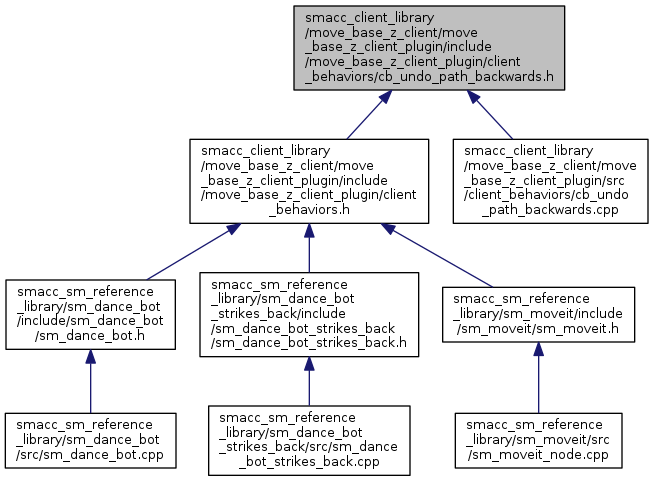 smacc_client_library
/move_base_z_client/move
_base_z_client_plugin/include
/move_base_z_client_plugin/client
_behaviors/cb_undo_path_backwards.h
smacc_client_library
/move_base_z_client/move
_base_z_client_plugin/include
/move_base_z_client_plugin/client
_behaviors.h
smacc_client_library
/move_base_z_client/move
_base_z_client_plugin/src
/client_behaviors/cb_undo
_path_backwards.cpp
smacc_sm_reference
_library/sm_dance_bot
/include/sm_dance_bot
/sm_dance_bot.h
smacc_sm_reference
_library/sm_dance_bot
_strikes_back/include
/sm_dance_bot_strikes_back
/sm_dance_bot_strikes_back.h
smacc_sm_reference
_library/sm_moveit/include
/sm_moveit/sm_moveit.h
smacc_sm_reference
_library/sm_dance_bot
/src/sm_dance_bot.cpp
smacc_sm_reference
_library/sm_dance_bot
_strikes_back/src/sm_dance
_bot_strikes_back.cpp
smacc_sm_reference
_library/sm_moveit/src
/sm_moveit_node.cpp